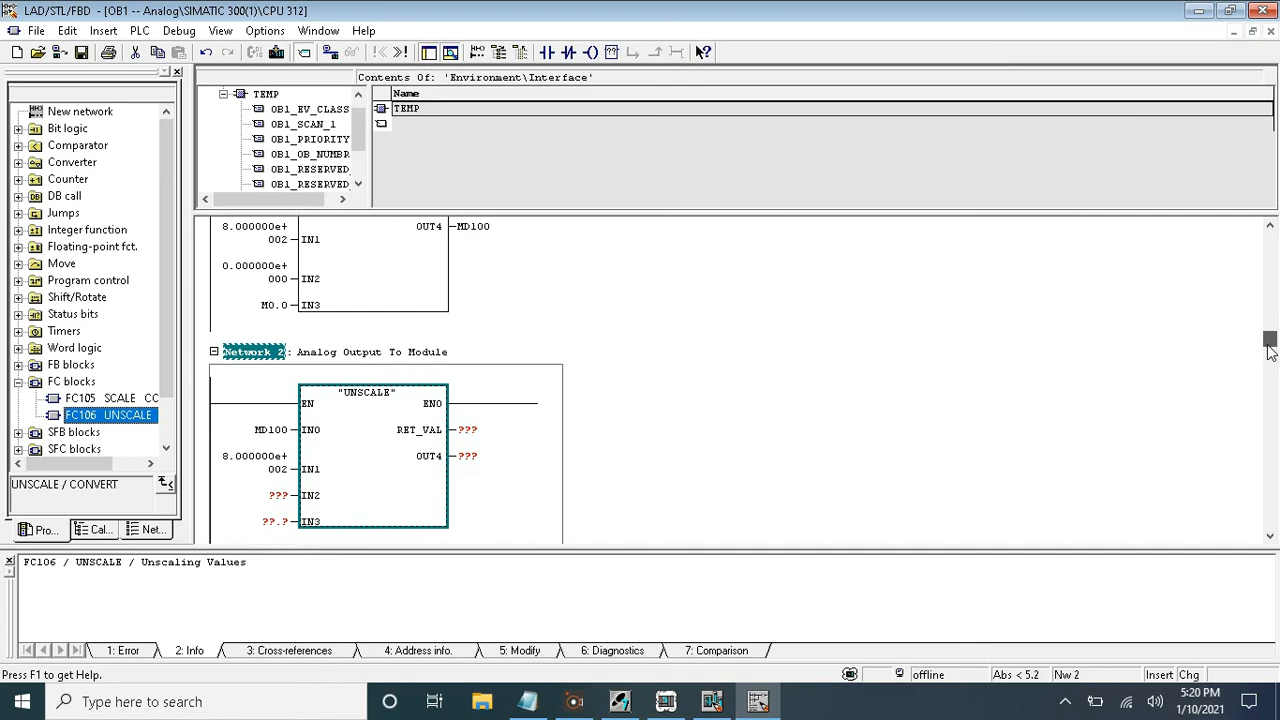 LAD/STL/FBD - [OB1 -- Analog\SIMATIC 300(1)\CPU 312]
File Edit Insert PLC Debug View Options Window Help
New network
Bit logic
Comparator
Converter
Counter
DB call
Jumps
Integer function
Floating-point fct.
Move
Program control
Shift/Rotate
Status bits
Timers
Word logic
FB blocks
FC blocks
FC105 SCALE CC
FC106 UNSCALE
SFB blocks
SFC blocks
UNSCALE / CONVERT
Pro... Cal... Net...
TEMP
OB1_EV_CLASS
OB1_SCAN_1
OB1_PRIORITY
OB1_OB_NUMBR
OB1_RESERVED
OB1_RESERVED
Contents Of: 'Environment\Interface'
Name
TEMP
8.000000e+
002 IN1
OUT4 MD100
0.000000e+
000 IN2
M0.0 IN3
Network 2: Analog Output To Module
"UNSCALE"
EN ENO
MD100 IN0 RET_VAL ???
8.000000e+
002 IN1
OUT4 ???
??? IN2
??.? IN3
FC106 / UNSCALE / Unscaling Values
1: Error 2: Info 3: Cross-references 4: Address info. 5: Modify 6: Diagnostics 7: Comparison
Press F1 to get Help.
offline Abs < 5.2 Nw 2 Insert Chg
Type here to search
5:20 PM
1/10/2021